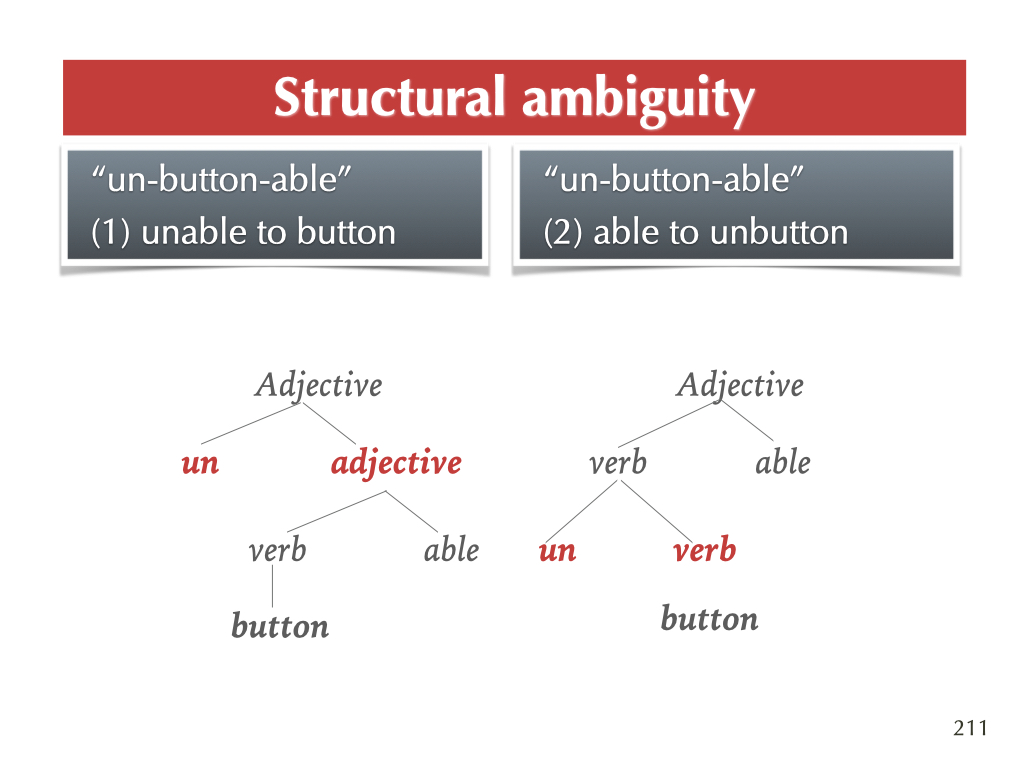 Structural ambiguity
“un-button-able”
(1) unable to button
“un-button-able”
(2) able to unbutton
Adjective
un adjective
verb able
button
Adjective
verb able
un verb
button
211